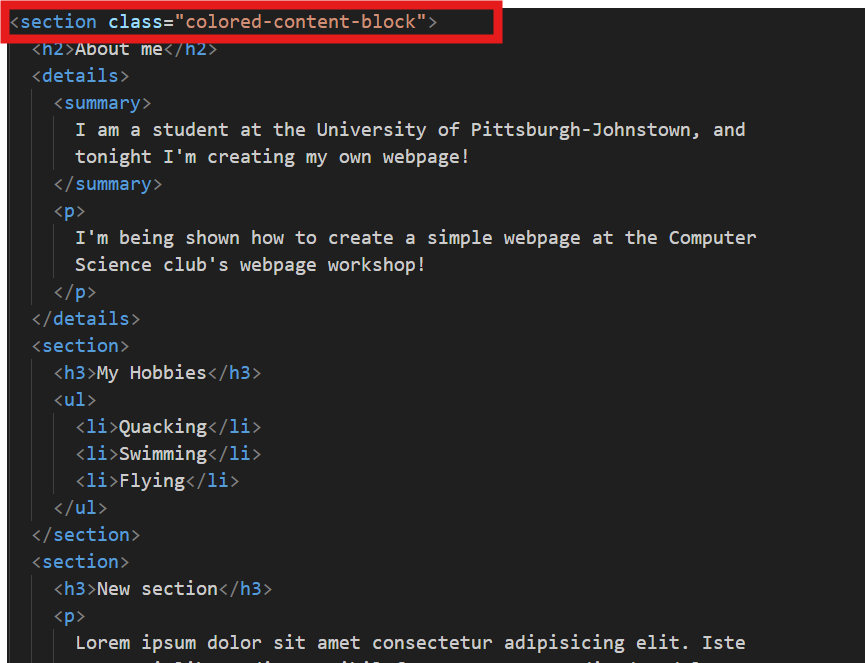 <section class="colored-content-block">
<h2>About me</h2>
<details>
<summary>
I am a student at the University of Pittsburgh-Johnstown, and
tonight I'm creating my own webpage!
</summary>
<p>
I'm being shown how to create a simple webpage at the Computer
Science club's webpage workshop!
</p>
</details>
<section>
<h3>My Hobbies</h3>
<ul>
<li>Quacking</li>
<li>Swimming</li>
<li>Flying</li>
</ul>
</section>
<section>
<h3>New section</h3>
<p>
Lorem ipsum dolor sit amet consectetur adipisicing elit. Iste